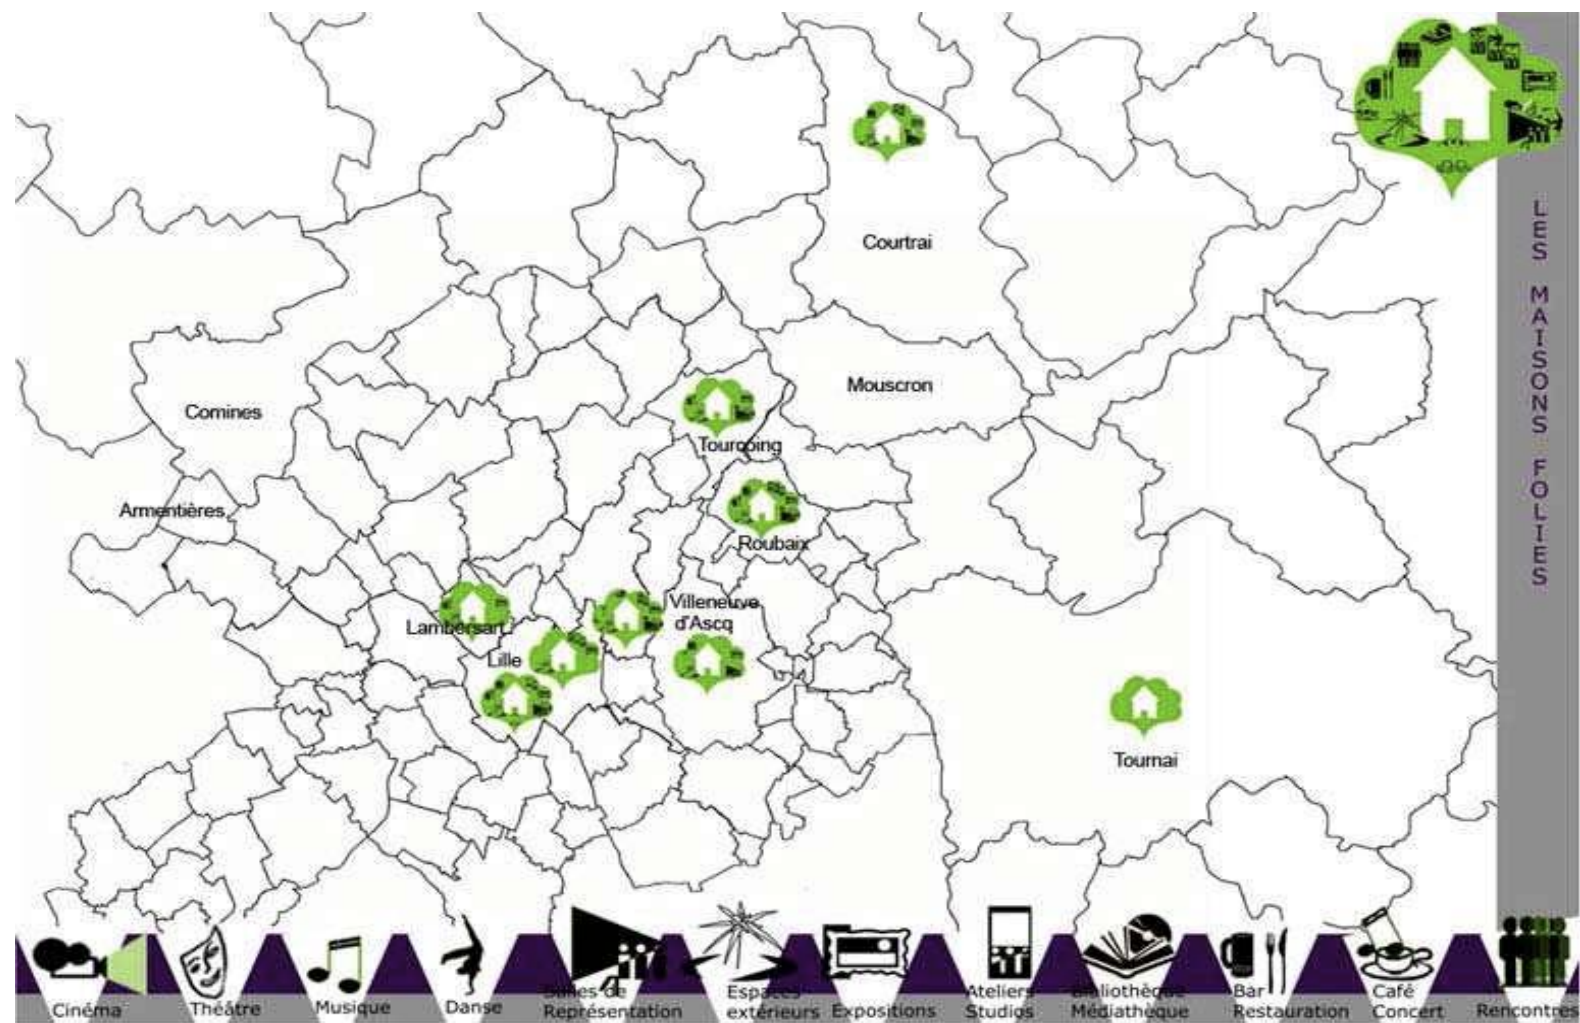 LES MAISONS FOLIES
Courtrai
Mouscron
Comines
Tourcoing
Armentières
Roubaix
Villeneuve
d'Ascq
Lambersart
Lille
Tournai
Cinéma
Théâtre
Musique
Danse
Salles de
Représentation
Espaces
extérieurs
Expositions
Ateliers
Studios
Bibliothèque
Médiathèque
Bar
Restauration
Café
Concert
Rencontres